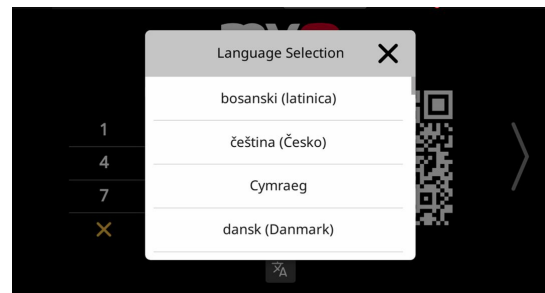 Language Selection
bosanski (latinica)
čeština (Česko)
Cymraeg
dansk (Danmark)
1
4
7